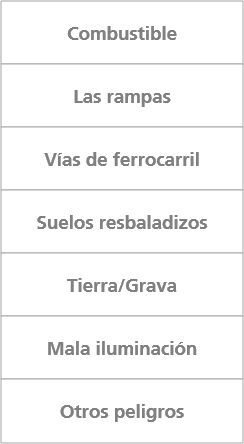 Combustible
Las rampas
Vías de ferrocarril
Suelos resbaladizos
Tierra/Grava
Mala iluminación
Otros peligros